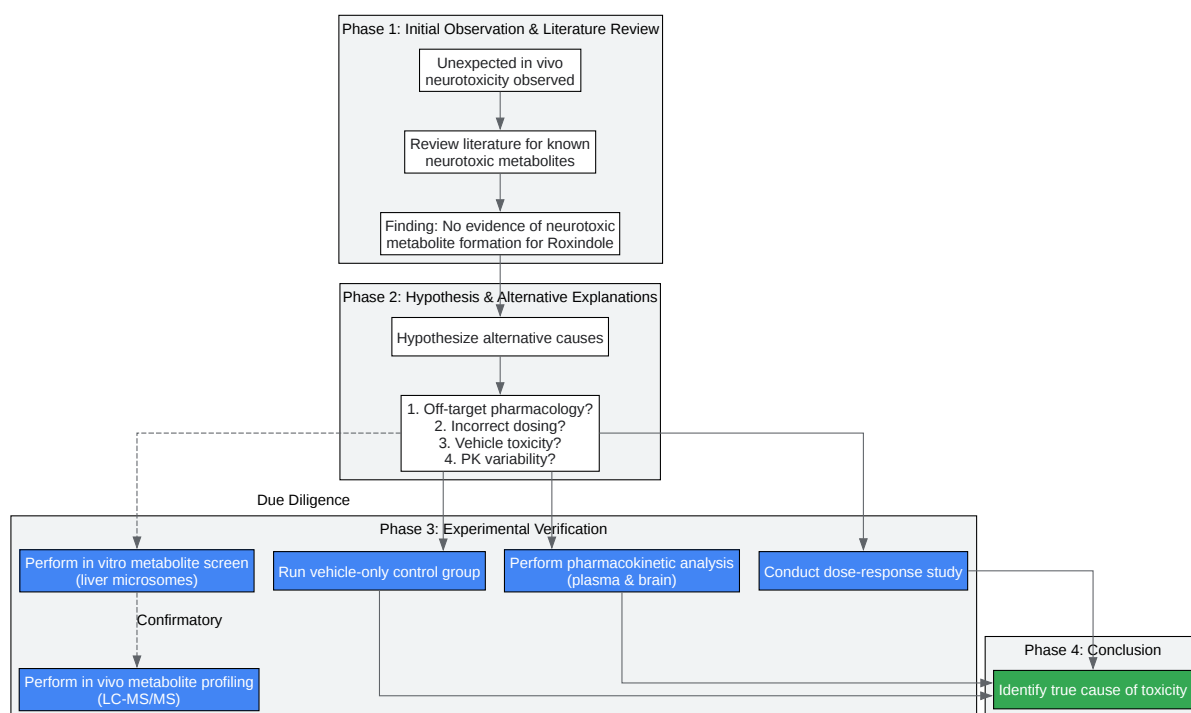 Phase 1: Initial Observation & Literature Review
Unexpected in vivo
neurotoxicity observed
Review literature for known
neurotoxic metabolites
Finding: No evidence of neurotoxic
metabolite formation for Roxindole
Phase 2: Hypothesis & Alternative Explanations
Hypothesize alternative causes
1. Off-target pharmacology?
2. Incorrect dosing?
3. Vehicle toxicity?
4. PK variability?
Due Diligence
Phase 3: Experimental Verification
Perform in vitro metabolite screen
(liver microsomes)
Run vehicle-only control group
Perform pharmacokinetic analysis
(plasma & brain)
Conduct dose-response study
Confirmatory
Perform in vivo metabolite profiling
(LC-MS/MS)
Phase 4: Conclusion
Identify true cause of toxicity